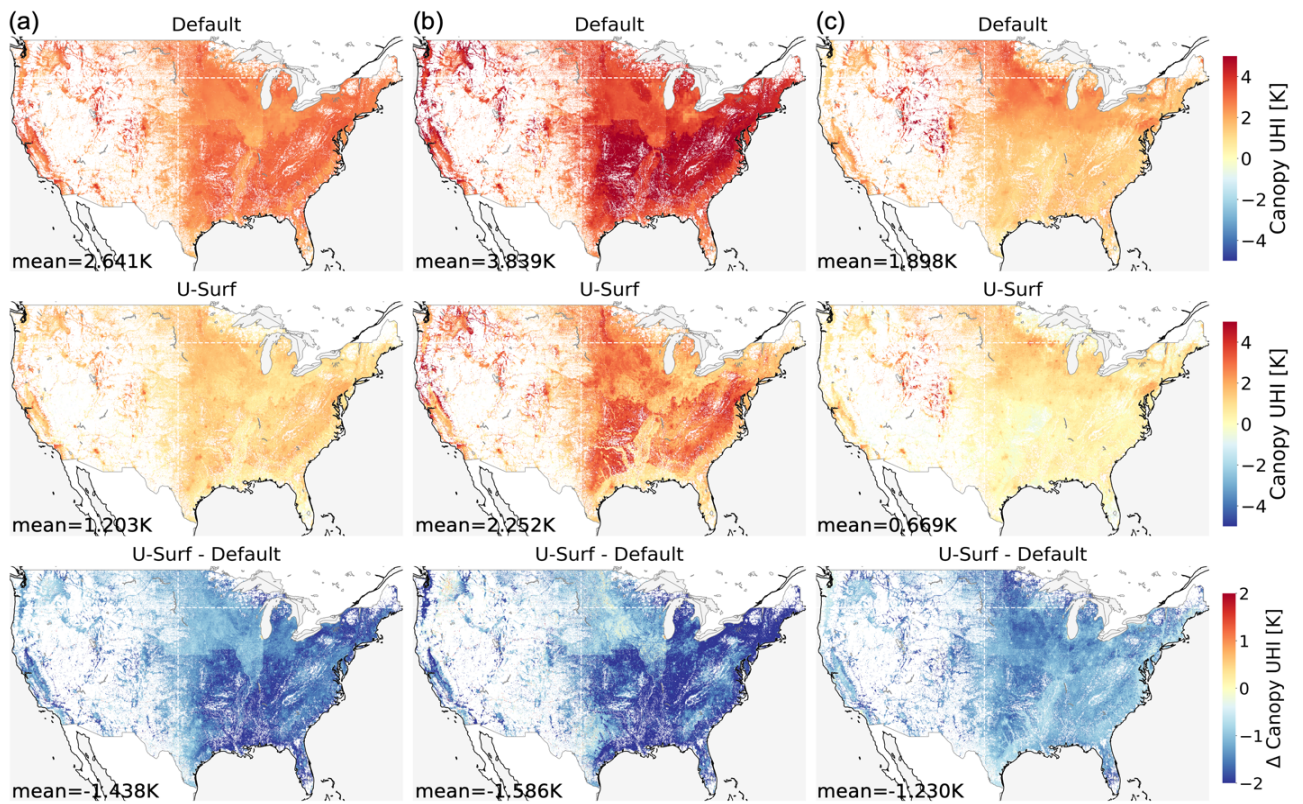 (a) (b) (c)
Default Default Default
4
2
0
−2
−4
Canopy UHI [K]
mean=2.641K mean=3.839K mean=1.898K
U-Surf U-Surf U-Surf
4
2
0
−2
−4
Canopy UHI [K]
mean=1.203K mean=2.252K mean=0.669K
U-Surf - Default U-Surf - Default U-Surf - Default
2
1
0
−1
−2
Δ Canopy UHI [K]
mean=-1.438K mean=-1.586K mean=-1.230K